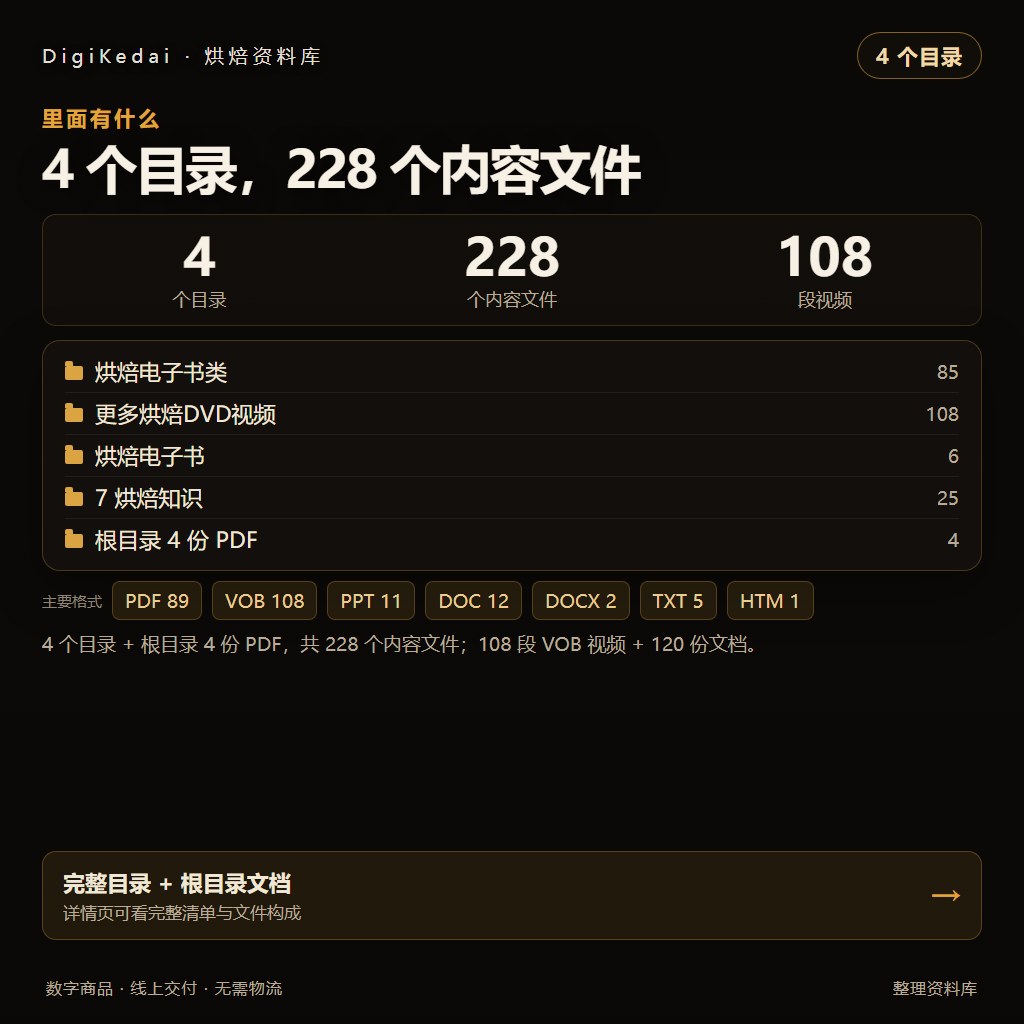 DigiKedai · 烘焙资料库
4 个目录
里面有什么
4 个目录，228 个内容文件
4
个目录
228
个内容文件
108
段视频
烘焙电子书类 85
更多烘焙DVD视频 108
烘焙电子书 6
7 烘焙知识 25
根目录 4 份 PDF 4
主要格式 PDF 89 VOB 108 PPT 11 DOC 12 DOCX 2 TXT 5 HTM 1
4 个目录 + 根目录 4 份 PDF，共 228 个内容文件；108 段 VOB 视频 + 120 份文档。
完整目录 + 根目录文档
详情页可看完整清单与文件构成
→
数字商品 · 线上交付 · 无需物流
整理资料库